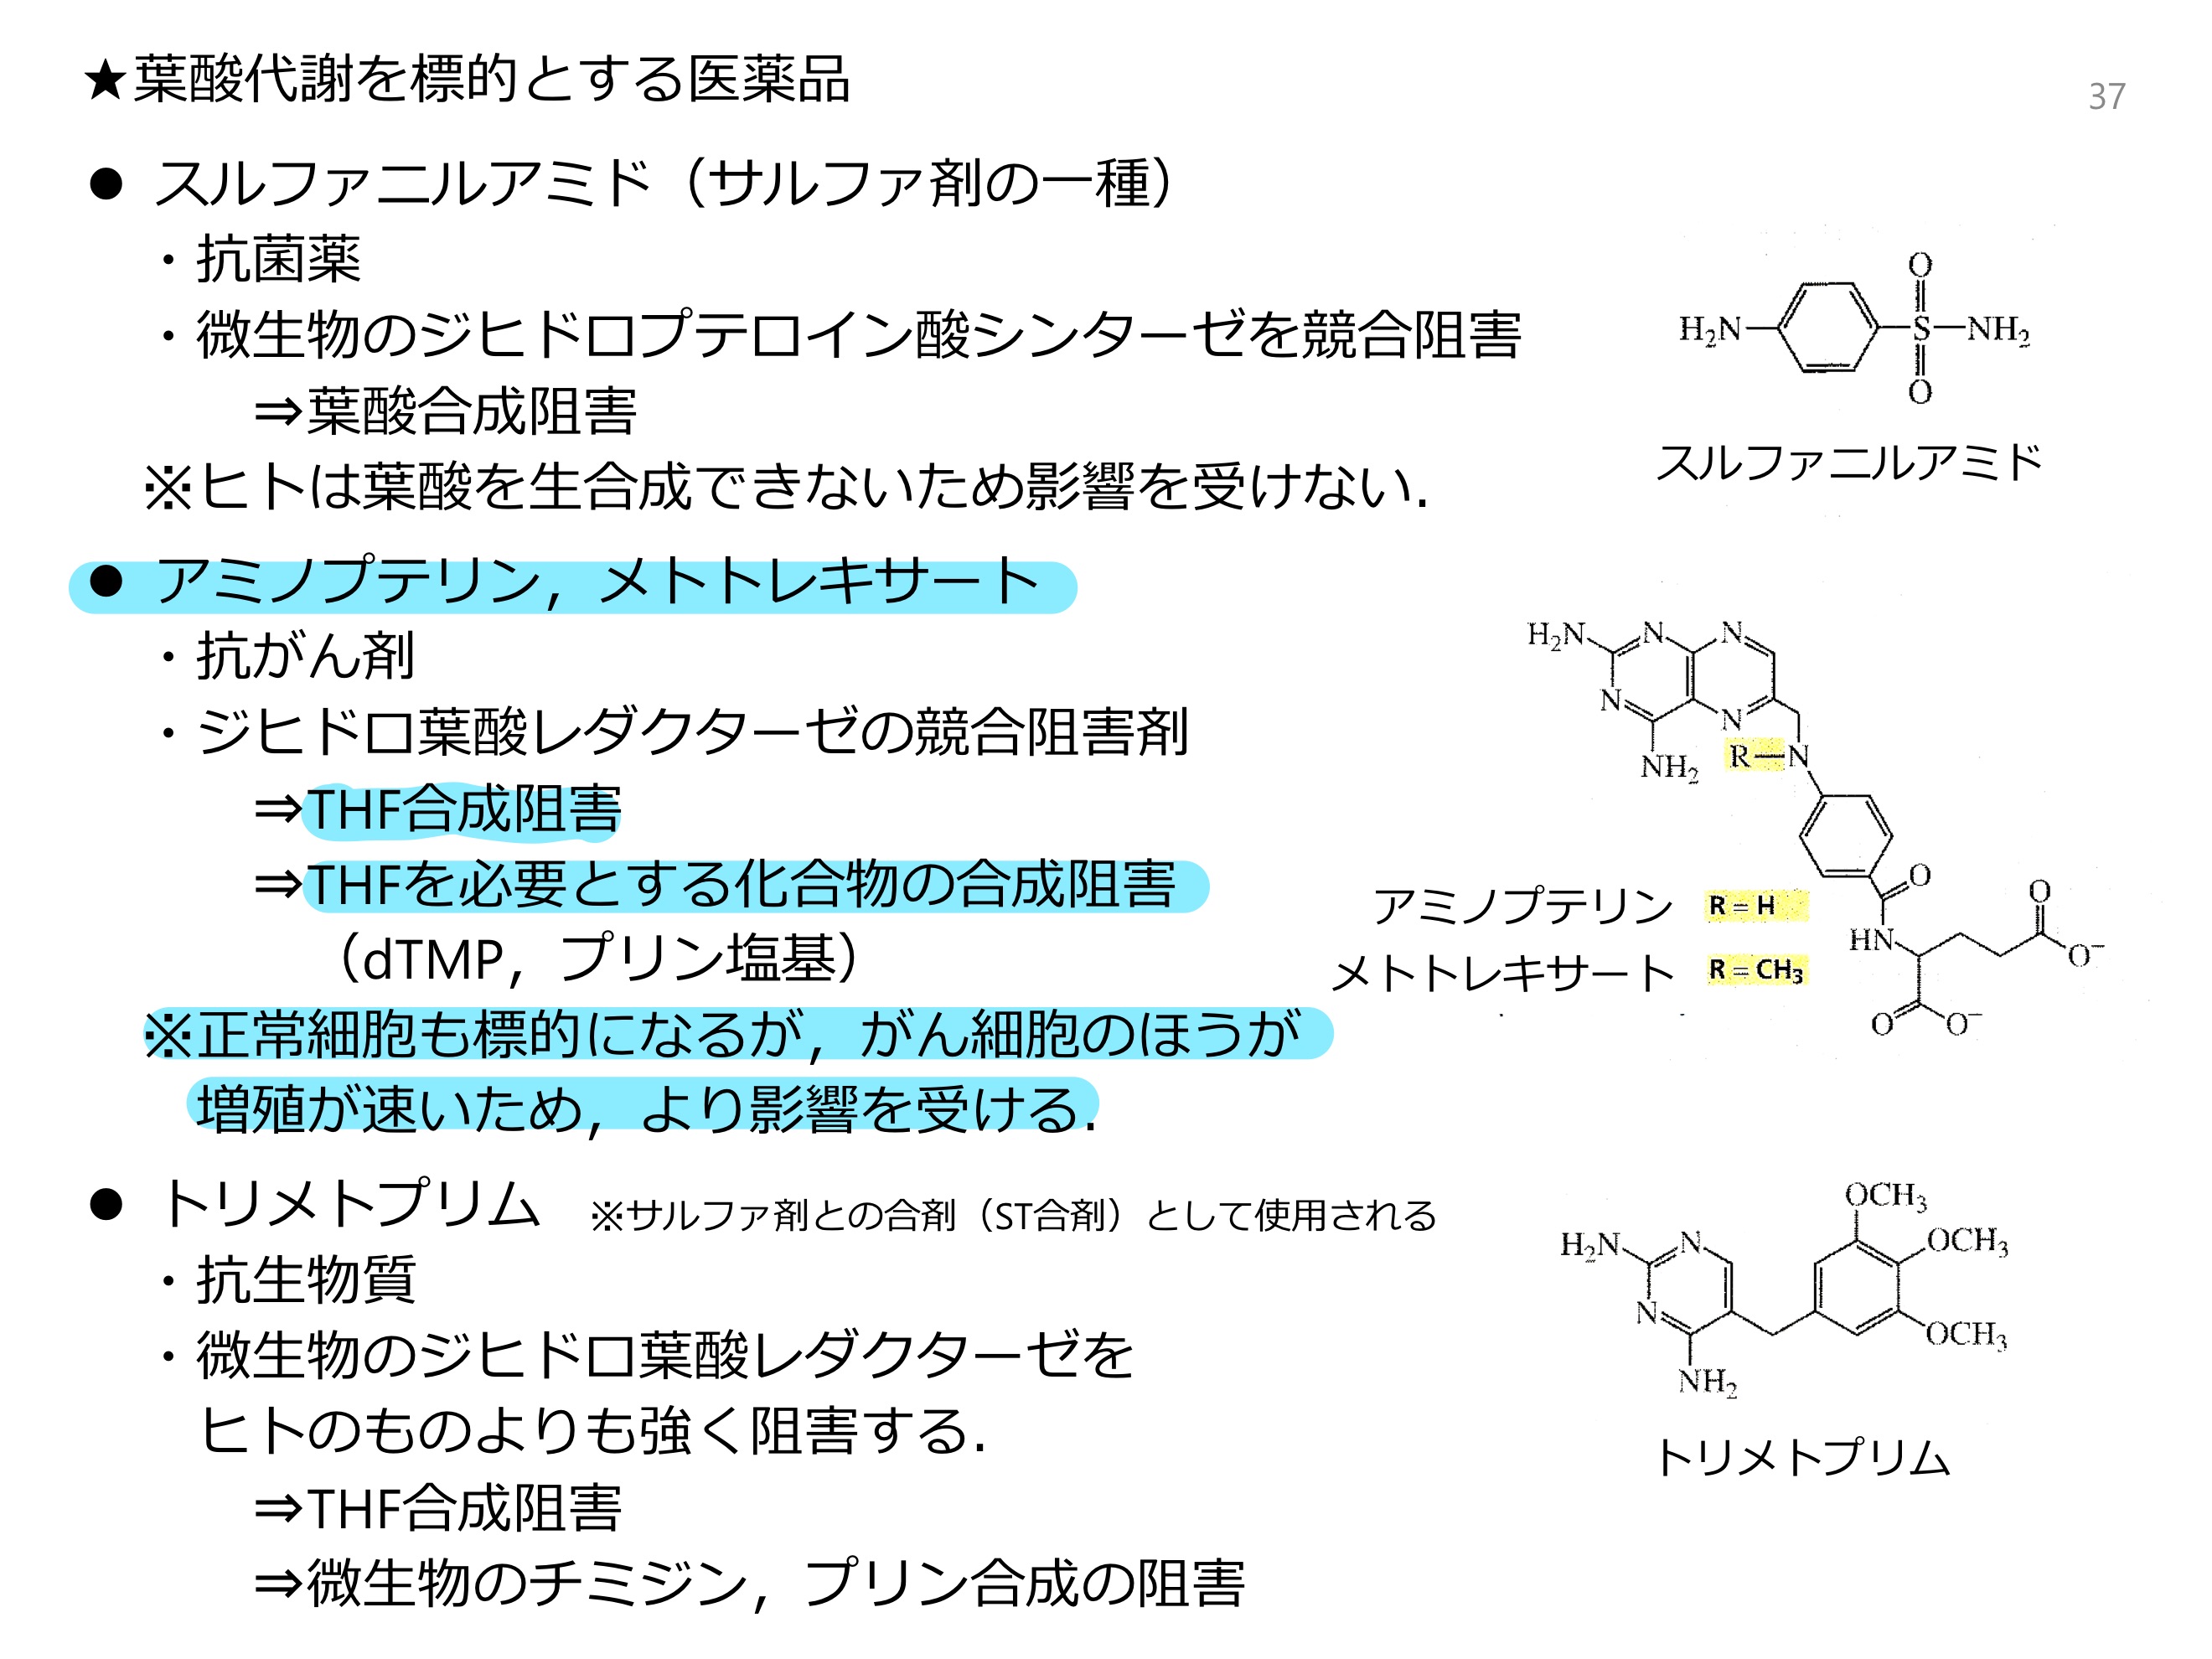 ★葉酸代謝を標的とする医薬品
37
● スルファニルアミド（サルファ剤の一種）
・抗菌薬
・微生物のジヒドロプテロイン酸シンターゼを競合阻害
⇒葉酸合成阻害
※ヒトは葉酸を生合成できないため影響を受けない．
H₂N
S
O
O
NH₂
スルファニルアミド
● アミノプテリン，メトトレキサート
・抗がん剤
・ジヒドロ葉酸レダクターゼの競合阻害剤
⇒THF合成阻害
⇒THFを必要とする化合物の合成阻害
（dTMP，プリン塩基）
※正常細胞も標的になるが，がん細胞のほうが
増殖が速いため，より影響を受ける．
H₂N
N
N
N
N
NH₂
R—N
O
HN
O
O⁻
O
O⁻
アミノプテリン R = H
メトトレキサート R = CH₃
● トリメトプリム ※サルファ剤との合剤（ST合剤）として使用される
・抗生物質
・微生物のジヒドロ葉酸レダクターゼを
ヒトのものよりも強く阻害する．
⇒THF合成阻害
⇒微生物のチミジン，プリン合成の阻害
OCH₃
H₂N
N
OCH₃
N
OCH₃
NH₂
トリメトプリム